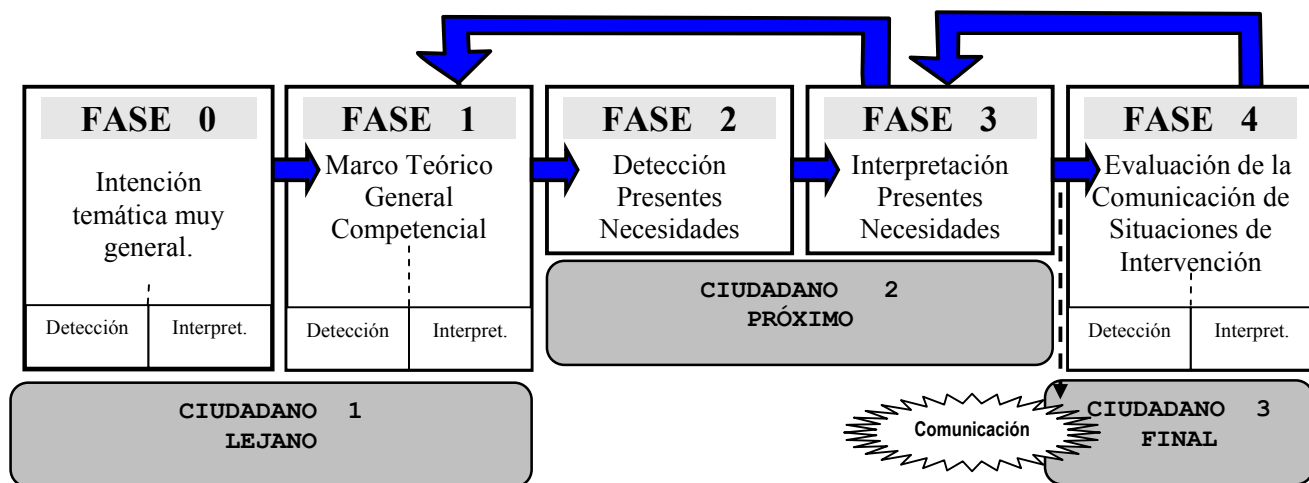 FASE 0
Intención
temática muy
general.
Detección
Interpret.
FASE 1
Marco Teórico
General
Competencial
Detección
Interpret.
FASE 2
Detección
Presentes
Necesidades
FASE 3
Interpretación
Presentes
Necesidades
FASE 4
Evaluación de la
Comunicación de
Situaciones de
Intervención
Detección
Interpret.
CIUDADANO 1
LEJANO
CIUDADANO 2
PRÓXIMO
Comunicación
CIUDADANO 3
FINAL